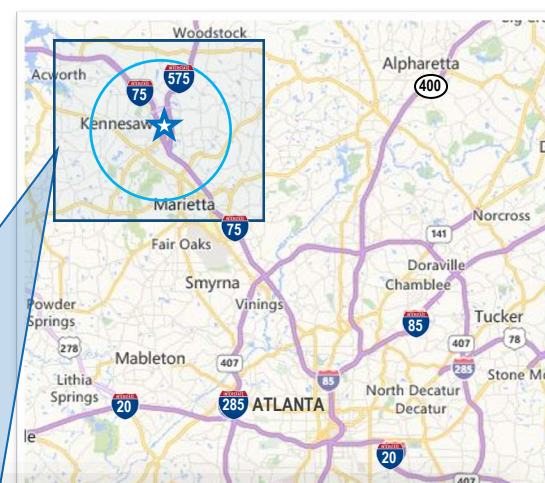 Woodstock
Alpharetta
Acworth
575
75
400
Kennesaw
Marietta
75
Norcross
141
Fair Oaks
Doraville
Smyrna
Chamblee
Powder
Springs
Vinings
85
Tucker
78
278
407
Mableton
407
285
Stone
85
Lithia
Springs
North Decatur
Decatur
20
285
ATLANTA
20
407